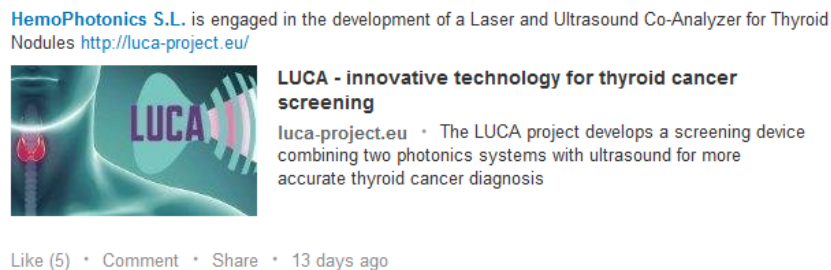 HemoPhotonics S.L. is engaged in the development of a Laser and Ultrasound Co-Analyzer for Thyroid
Nodules http://luca-project.eu/
LUCA
LUCA - innovative technology for thyroid cancer
screening
luca-project.eu • The LUCA project develops a screening device
combining two photonics systems with ultrasound for more
accurate thyroid cancer diagnosis
Like (5) • Comment • Share • 13 days ago